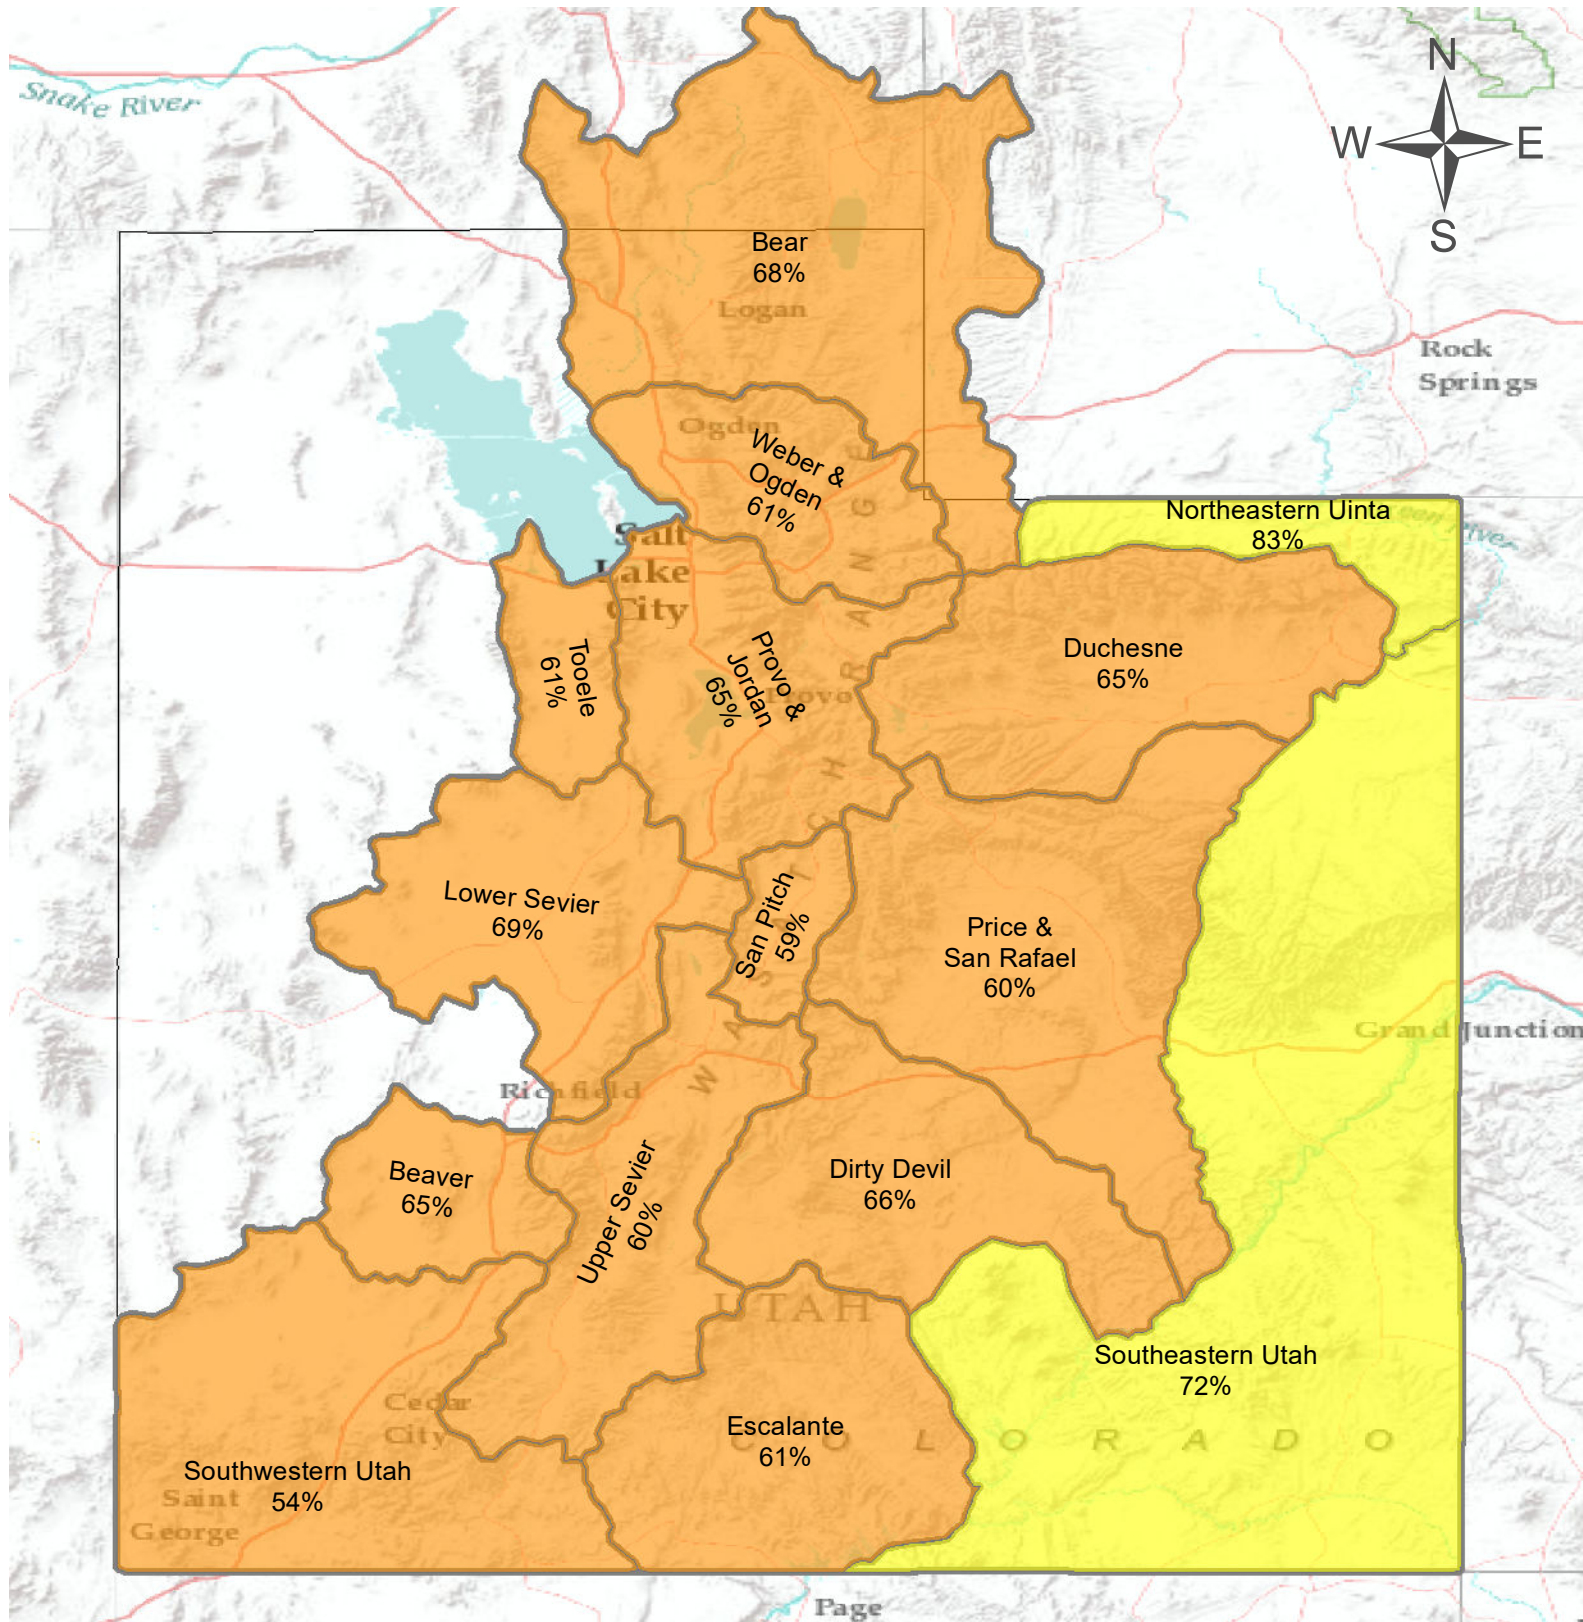 N
W E
S
Snake River
Bear
68%
Logan
Rock
Springs
Ogden
Weber &
Ogden
61%
Northeastern Uinta
83%
Salt
Lake
City
Tooele
61%
Provo &
Jordan
65%
Provo
Duchesne
65%
Lower Sevier
69%
San Pitch
59%
Price &
San Rafael
60%
Grand Junction
WASATCH RANGE
Richfield
Beaver
65%
Upper Sevier
60%
Dirty Devil
66%
UTAH
Southeastern Utah
72%
Cedar
City
Escalante
61%
COLORADO
Southwestern Utah
54%
Saint
George
Page